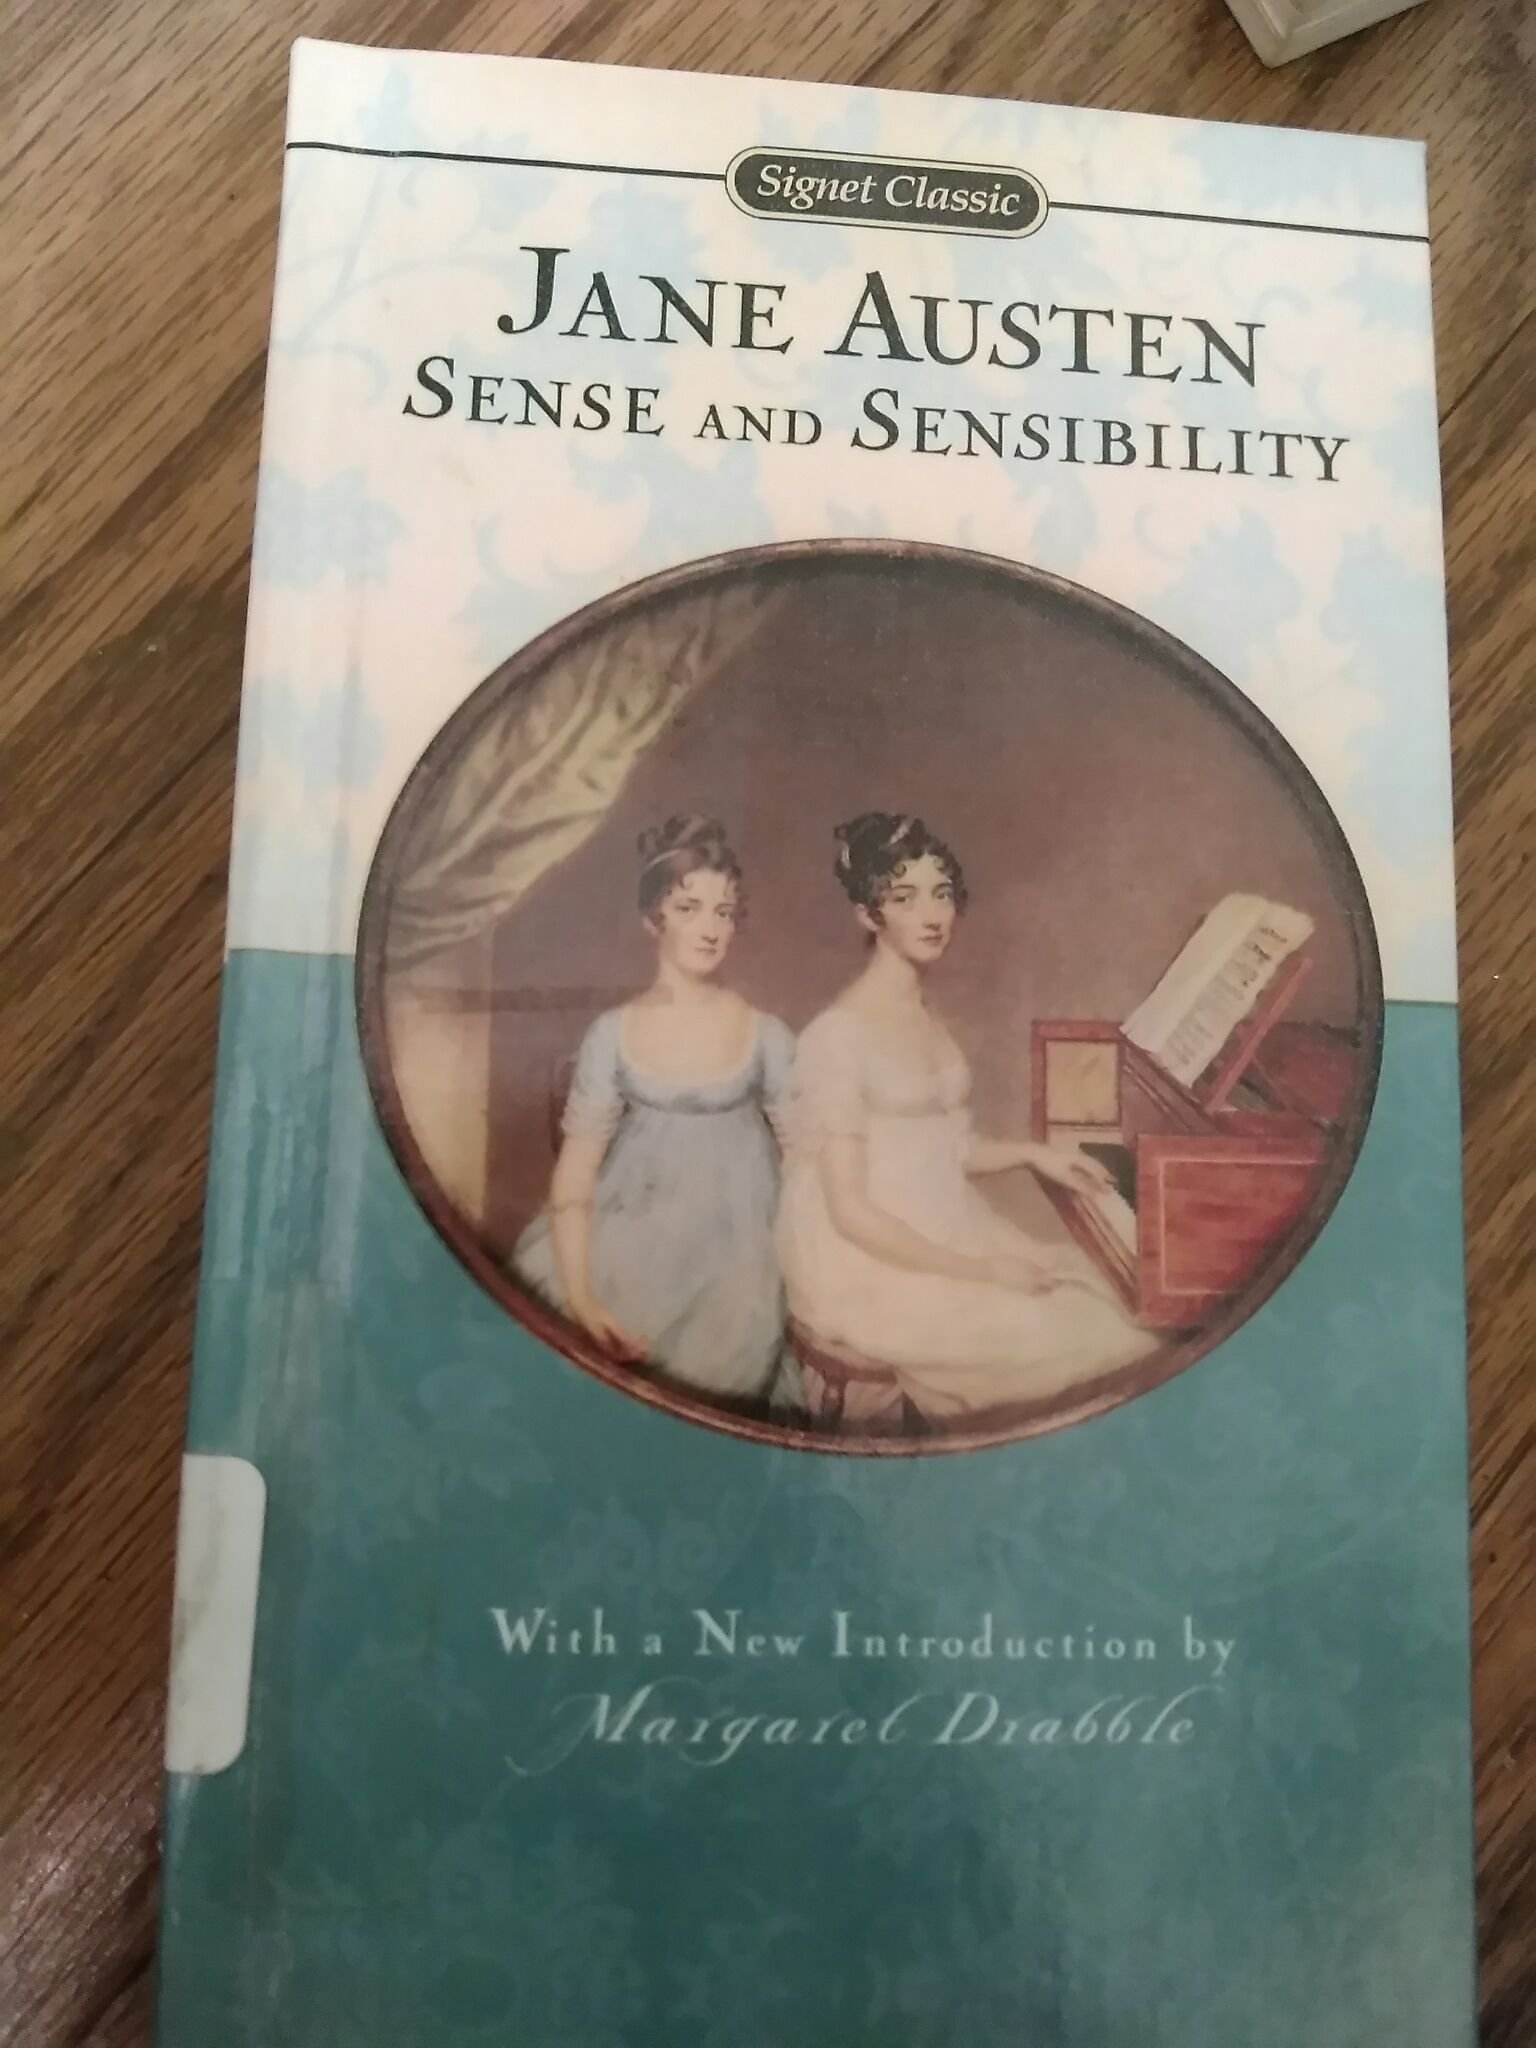 Signet Classic
JANE AUSTEN
SENSE AND SENSIBILITY
With a New Introduction by
Margaret Drabble